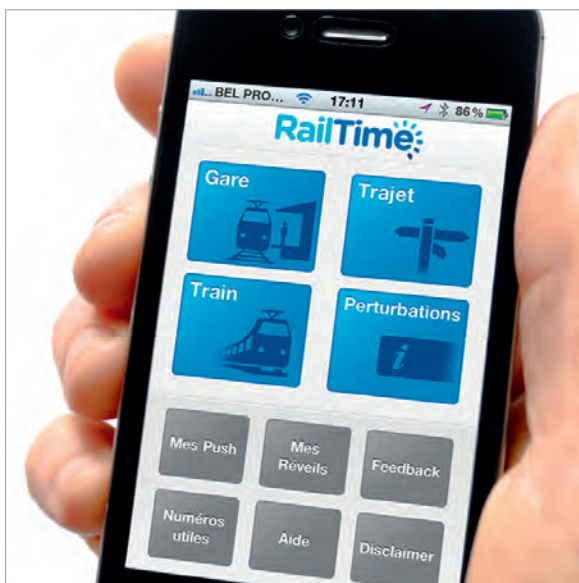 BEL PRO... 17:11 86%
RailTime
Gare
Trajet
Train
Perturbations
i
Mes Push
Mes
Réveils
Feedback
Numéros
utiles
Aide
Disclaimer